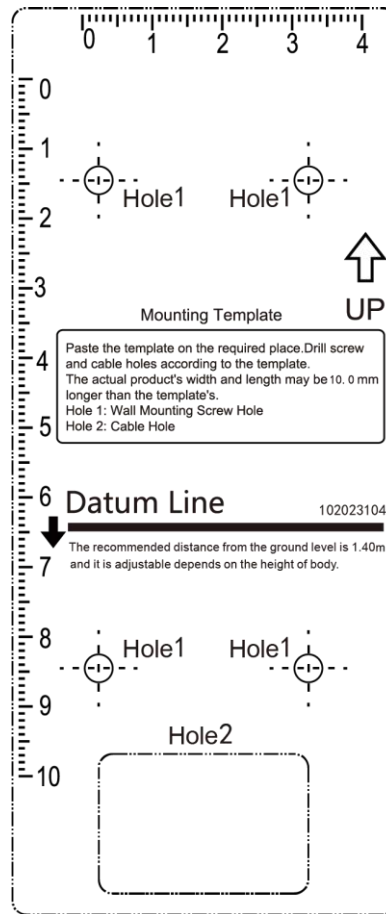 0 1 2 3 4
0
1
Hole1 Hole1
2
3
UP
Mounting Template
Paste the template on the required place.Drill screw
and cable holes according to the template.
4
The actual product's width and length may be 10. 0 mm
longer than the template's.
Hole 1: Wall Mounting Screw Hole
Hole 2: Cable Hole
5
6
Datum Line 102023104
The recommended distance from the ground level is 1.40m
and it is adjustable depends on the height of body.
7
8
Hole1 Hole1
9
Hole2
10